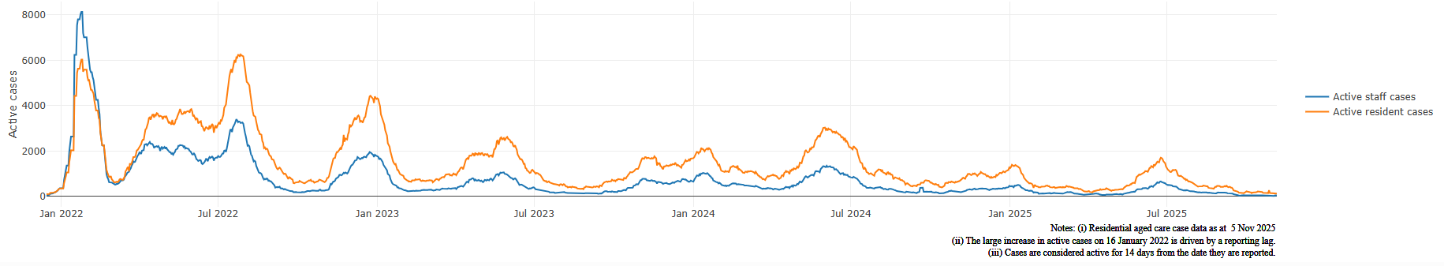 8000
6000
4000
2000
0
Active cases
Jan 2022
Jul 2022
Jan 2023
Jul 2023
Jan 2024
Jul 2024
Jan 2025
Jul 2025
Active staff cases
Active resident cases
Notes: (i) Residential aged care case data as at 5 Nov 2025
(ii) The large increase in active cases on 16 January 2022 is driven by a reporting lag.
(iii) Cases are considered active for 14 days from the date they are reported.